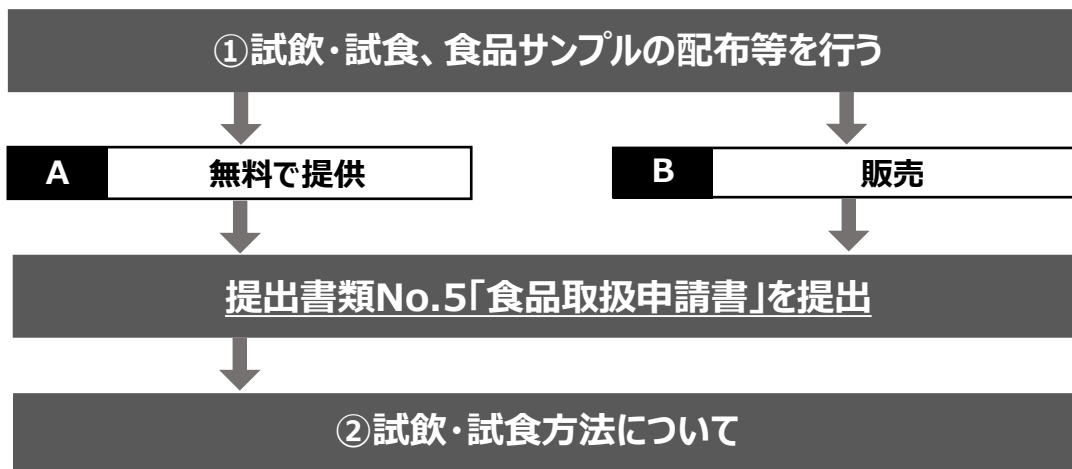 ①試飲・試食、食品サンプルの配布等を行う
A 無料で提供
B 販売
提出書類No.5「食品取扱申請書」を提出
②試飲・試食方法について